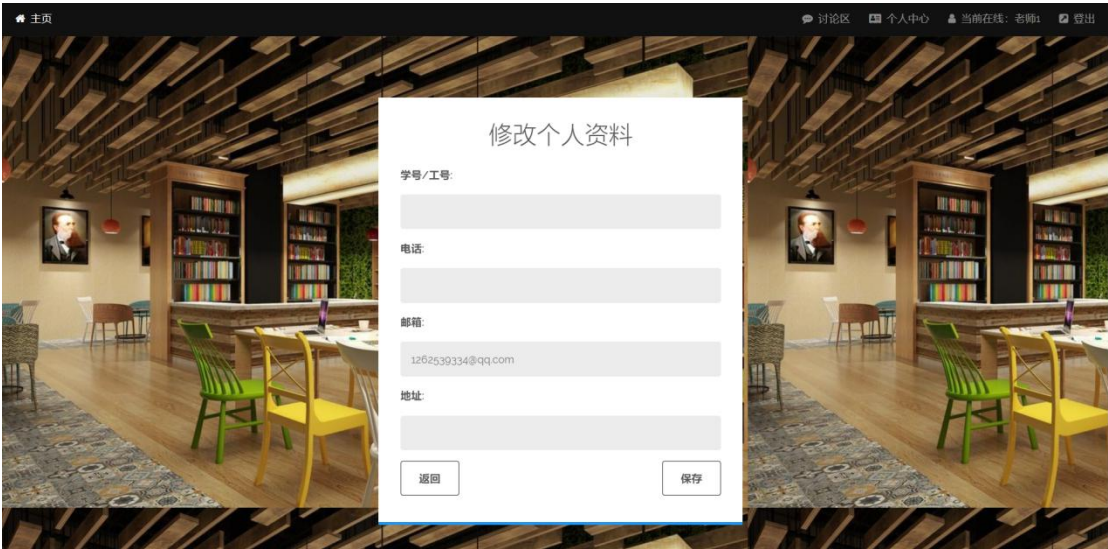 主页 讨论区 个人中心 当前在线：老师1 登出
修改个人资料
学号/工号:
电话:
邮箱:
1262539334@qq.com
地址:
返回 保存